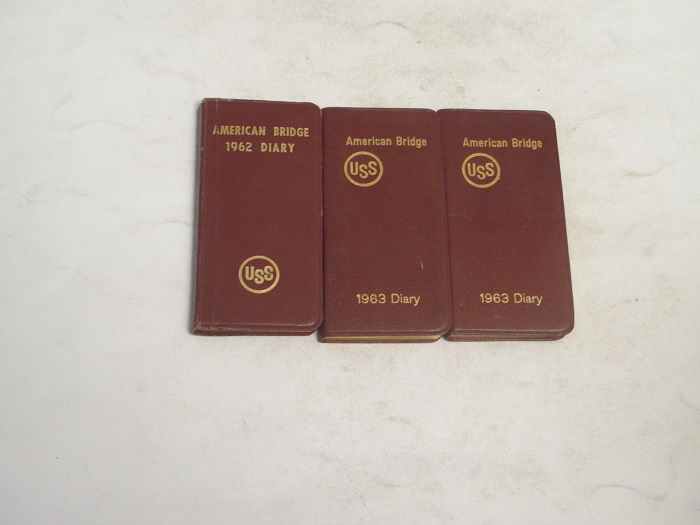 AMERICAN BRIDGE
1962 DIARY
USS
American Bridge
USS
1963 Diary
American Bridge
USS
1963 Diary